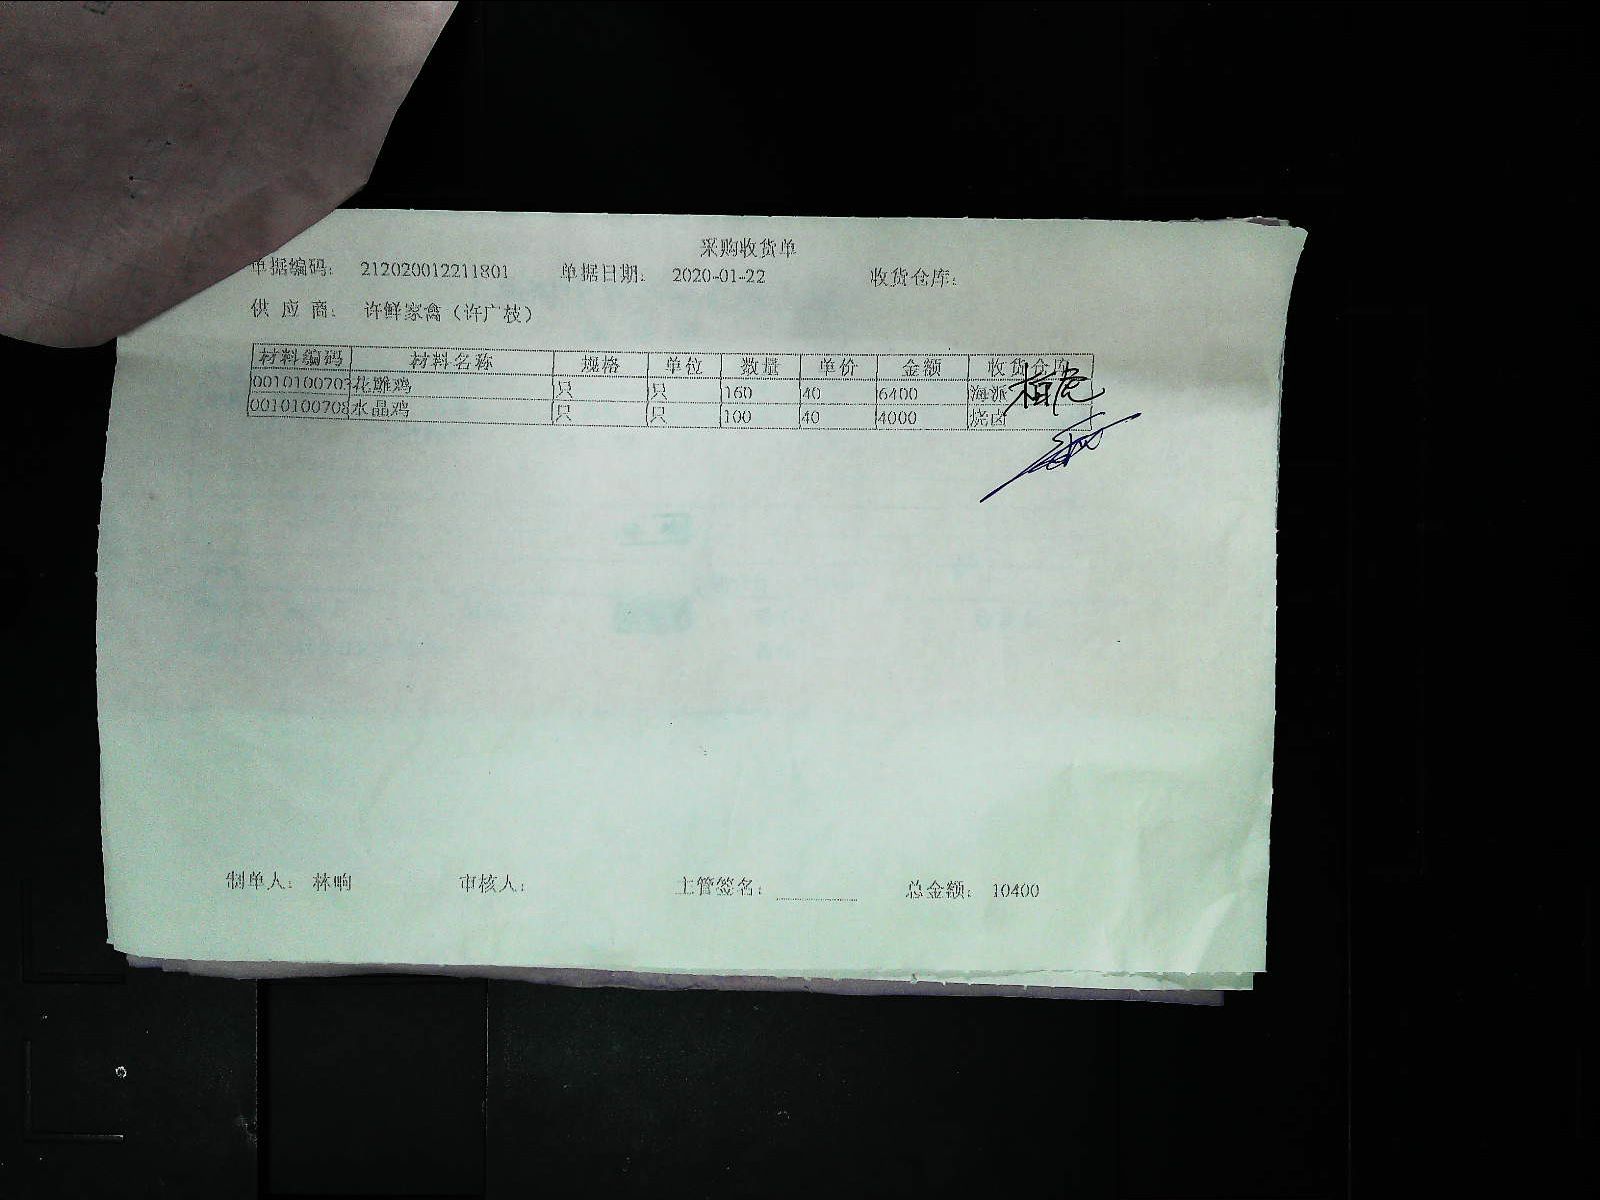 采购收货单
单据编码: 212020012211801 单据日期: 2020-01-22 收货仓库:
供应商: 许鲜家禽（许广枝）
材料编码 材料名称 规格 单位 数量 单价 金额 收货仓库
0010100703 花雕鸡 只 只 160 40 6400 海派
0010100708 水晶鸡 只 只 100 40 4000 烧卤
制单人: 林响 审核人: 主管签名: 总金额: 10400